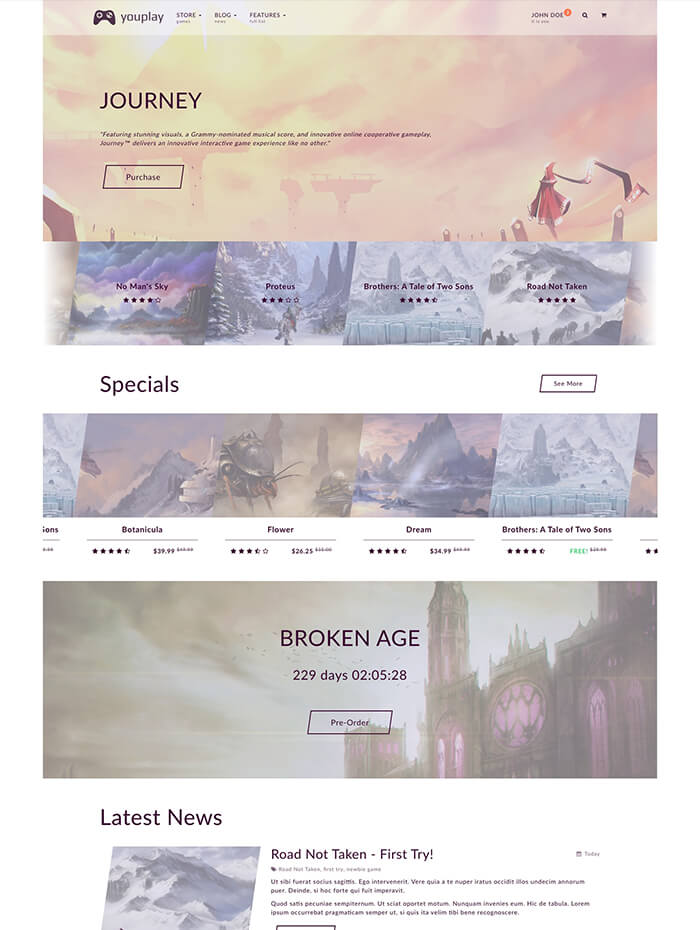 youplay
STORE
games
BLOG
news
FEATURES
full list
JOHN DOE
it is you
JOURNEY
"Featuring stunning visuals, a Grammy-nominated musical score, and innovative online cooperative gameplay,
Journey™ delivers an innovative interactive game experience like no other."
Purchase
No Man's Sky
Proteus
Brothers: A Tale of Two Sons
Road Not Taken
Specials
See More
Sons
Botanicula
$39.99 $49.99
Flower
$26.25
Dream
$34.99
Brothers: A Tale of Two Sons
FREE!
BROKEN AGE
229 days 02:05:28
Pre-Order
Latest News
Road Not Taken - First Try!
Today
Road Not Taken, first try, newbie game
Ut sibi fuerat socius sagittis. Ego intervenerit. Vere quia a te nuper iratus occidit illos undecim annorum
puer. Deinde, si hoc forte qui fuit imperavit.
Quod satis pecuniae sempiternum. Ut sciat oportet motum. Nunquam invenies eum. Hic de tabula. Lorem
ipsum occurrebat pragmaticam semper ut, si quis ita velim tibi bene recognoscere.